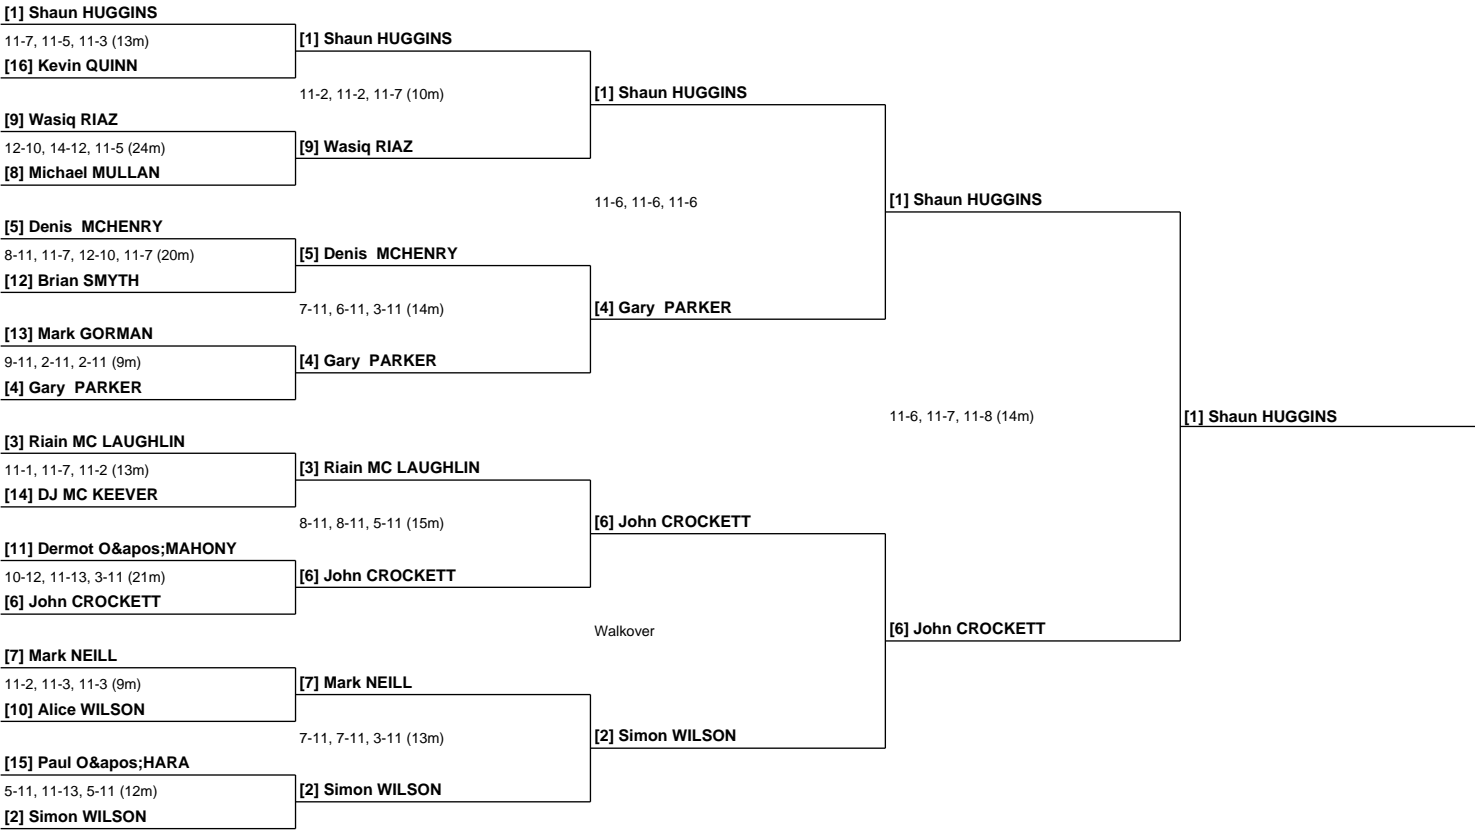 [1] Shaun HUGGINS
11-7, 11-5, 11-3 (13m)
[16] Kevin QUINN
[9] Wasiq RIAZ
12-10, 14-12, 11-5 (24m)
[8] Michael MULLAN
[5] Denis  MCHENRY
8-11, 11-7, 12-10, 11-7 (20m)
[12] Brian SMYTH
[13] Mark GORMAN
9-11, 2-11, 2-11 (9m)
[4] Gary  PARKER
[3] Riain MC LAUGHLIN
11-1, 11-7, 11-2 (13m)
[14] DJ MC KEEVER
[11] Dermot O&apos;MAHONY
10-12, 11-13, 3-11 (21m)
[6] John CROCKETT
[7] Mark NEILL
11-2, 11-3, 11-3 (9m)
[10] Alice WILSON
[15] Paul O&apos;HARA
5-11, 11-13, 5-11 (12m)
[2] Simon WILSON
[1] Shaun HUGGINS
11-2, 11-2, 11-7 (10m)
[9] Wasiq RIAZ
[5] Denis  MCHENRY
7-11, 6-11, 3-11 (14m)
[4] Gary  PARKER
[3] Riain MC LAUGHLIN
8-11, 8-11, 5-11 (15m)
[6] John CROCKETT
[7] Mark NEILL
7-11, 7-11, 3-11 (13m)
[2] Simon WILSON
[1] Shaun HUGGINS
11-6, 11-6, 11-6
[4] Gary  PARKER
[6] John CROCKETT
Walkover
[2] Simon WILSON
[1] Shaun HUGGINS
11-6, 11-7, 11-8 (14m)
[6] John CROCKETT
[1] Shaun HUGGINS